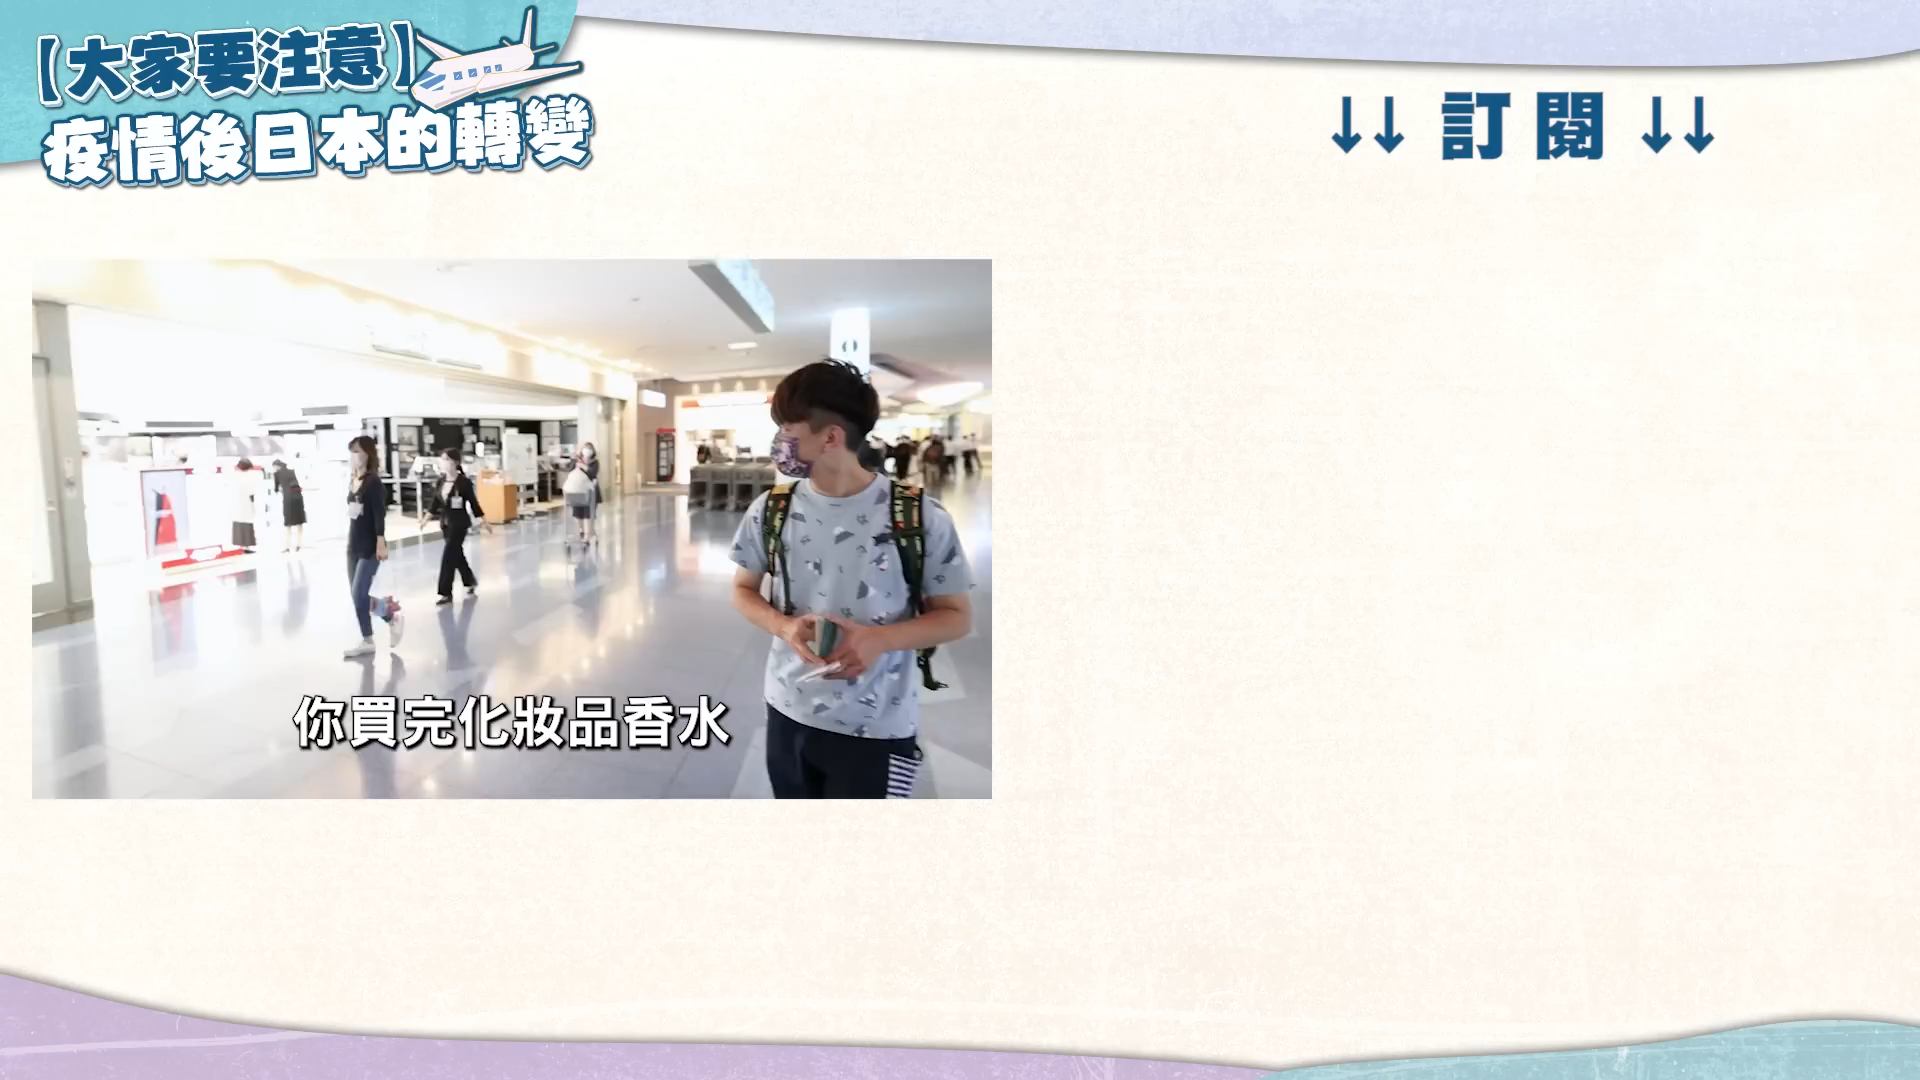 【大家要注意】
疫情後日本的轉變
↓↓ 訂閱 ↓↓
你買完化妝品香水